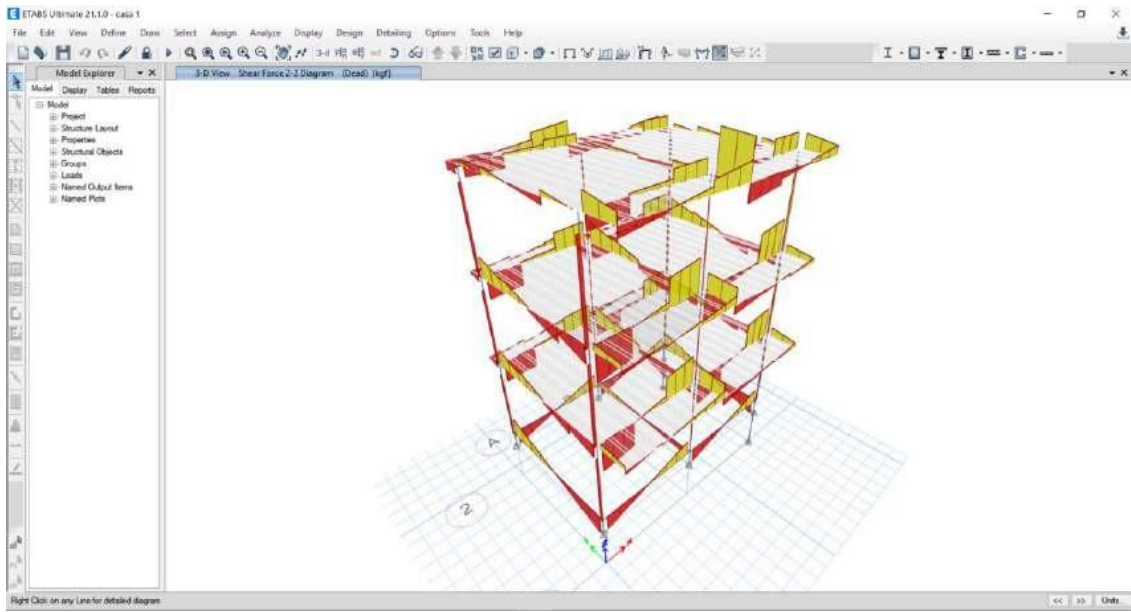 ETABS Ultimate 21.1.0 - casa 1
File Edit View Define Draw Select Assign Analyze Display Design Detailing Options Tools Help
Model Explorer
3-D View Shear Force 2-2 Diagram (Dead) [kgf]
Model Display Tables Reports
Model
Project
Structure Layout
Properties
Structural Objects
Groups
Loads
Named Output Items
Named Plots
A
2
Right Click on any Line for detailed diagram
<< >> Units...